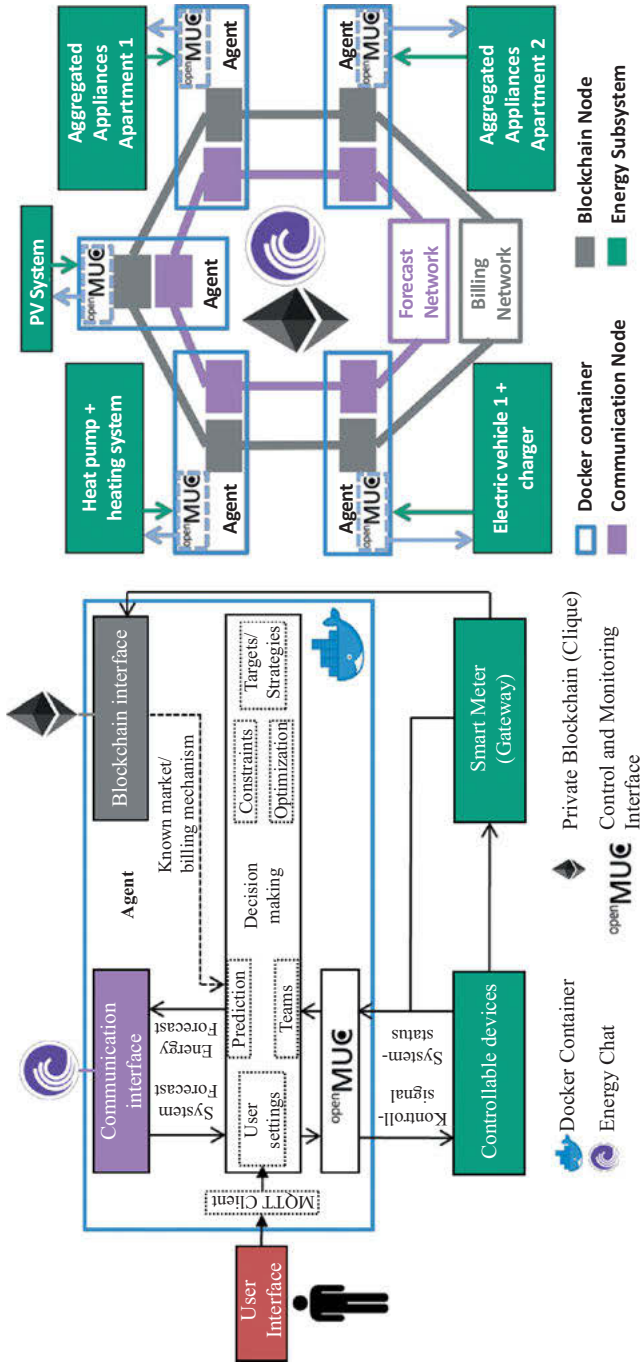 User
Interface
MQTT Client
Communication
interface
Agent
Blockchain interface
System
Forecast
Energy
Forecast
Known market/
billing mechanism
User
settings
Prediction
Teams
Decision
making
Constraints
Optimization
Targets/
Strategies
openMUC
Kontroll-
signal
System-
status
Controllable devices
Smart Meter
(Gateway)
Docker Container
Energy Chat
Private Blockchain (Clique)
openMUC
Control and Monitoring
Interface
Heat pump +
heating system
openMUC
Agent
PV System
openMUC
Agent
Aggregated
Appliances
Apartment 1
openMUC
Agent
Agent
openMUC
Electric vehicle 1 +
charger
Forecast
Network
Billing
Network
Agent
openMUC
Aggregated
Appliances
Apartment 2
Docker container
Communication Node
Blockchain Node
Energy Subsystem